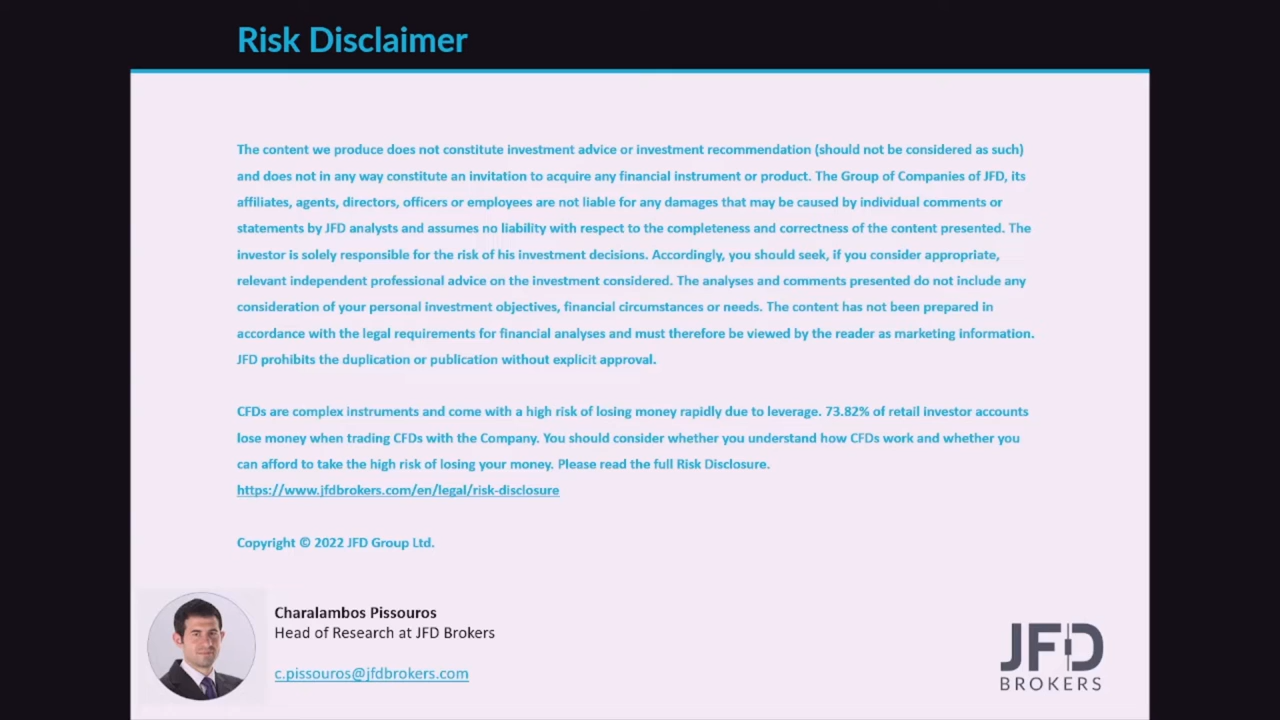 Risk Disclaimer
The content we produce does not constitute investment advice or investment recommendation (should not be considered as such)
and does not in any way constitute an invitation to acquire any financial instrument or product. The Group of Companies of JFD, its
affiliates, agents, directors, officers or employees are not liable for any damages that may be caused by individual comments or
statements by JFD analysts and assumes no liability with respect to the completeness and correctness of the content presented. The
investor is solely responsible for the risk of his investment decisions. Accordingly, you should seek, if you consider appropriate,
relevant independent professional advice on the investment considered. The analyses and comments presented do not include any
consideration of your personal investment objectives, financial circumstances or needs. The content has not been prepared in
accordance with the legal requirements for financial analyses and must therefore be viewed by the reader as marketing information.
JFD prohibits the duplication or publication without explicit approval.
CFDs are complex instruments and come with a high risk of losing money rapidly due to leverage. 73.82% of retail investor accounts
lose money when trading CFDs with the Company. You should consider whether you understand how CFDs work and whether you
can afford to take the high risk of losing your money. Please read the full Risk Disclosure.
https://www.jfdbrokers.com/en/legal/risk-disclosure
Copyright © 2022 JFD Group Ltd.
Charalambos Pissouros
Head of Research at JFD Brokers
c.pissouros@jfdbrokers.com
JFD
BROKERS